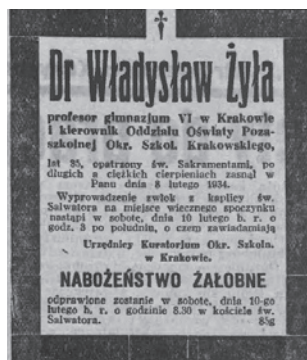 Dr Władysław Żyła
profesor gimnazjum VI w Krakowie
i kierownik Oddziału Oświaty Poza-
szkolnej Okr. Szkol. Krakowskiego,
lat 35, opatrzony św. Sakramentami, po
długich a ciężkich cierpieniach zasnął w
Panu dnia 8 lutego 1934.
Wyprowadzenie zwłok z kaplicy św.
Salwatora na miejsce wiecznego spoczynku
nastąpi w sobotę, dnia 10 lutego b. r. o
godz. 3 po południu, o czem zawiadamiają
Urzędnicy Kuratorjum Okr. Szkoln.
w Krakowie.
NABOŻEŃSTWO ŻAŁOBNE
odprawione zostanie w sobotę, dnia 10-go
lutego b. r. o godzinie 8.30 w kościele św.
Salwatora. 85g